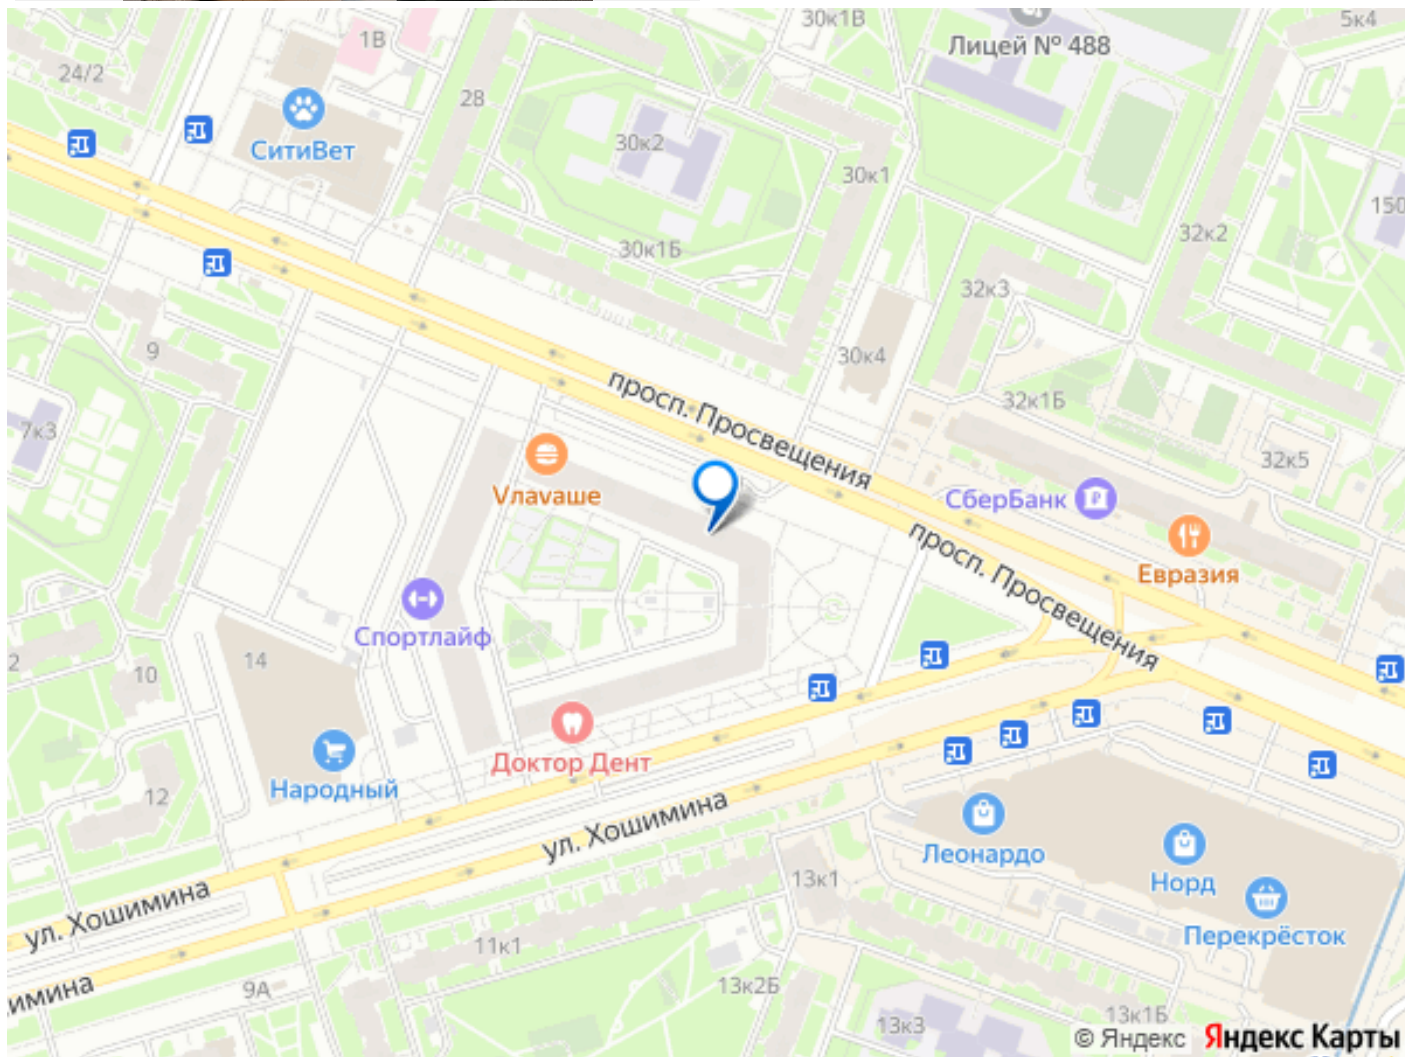 30к1В
5к4
1В
Лицей № 488
24/2
2В
30к2
СитиВет
30к1
150
32к2
30к1Б
32к3
9
30к4
просп. Просвещения
32к1Б
7к3
32к5
Vлаvаше
СберБанк
Евразия
просп. Просвещения
Спортлайф
14
2
10
Доктор Дент
Народный
12
ул. Хошимина
Леонардо
Норд
13к1
ул. Хошимина
Перекрёсток
11к1
имина
9А
13к2Б
13к3
13к1Б
© Яндекс Яндекс Карты